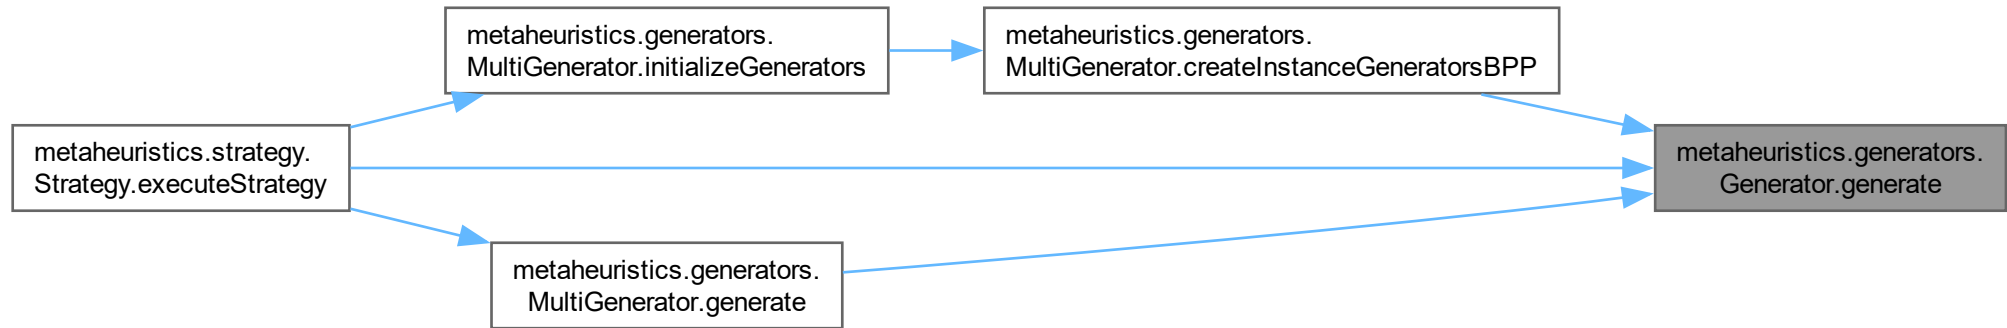 metaheuristics.generators.
MultiGenerator.initializeGenerators
metaheuristics.generators.
MultiGenerator.createInstanceGeneratorsBPP
metaheuristics.strategy.
Strategy.executeStrategy
metaheuristics.generators.
Generator.generate
metaheuristics.generators.
MultiGenerator.generate